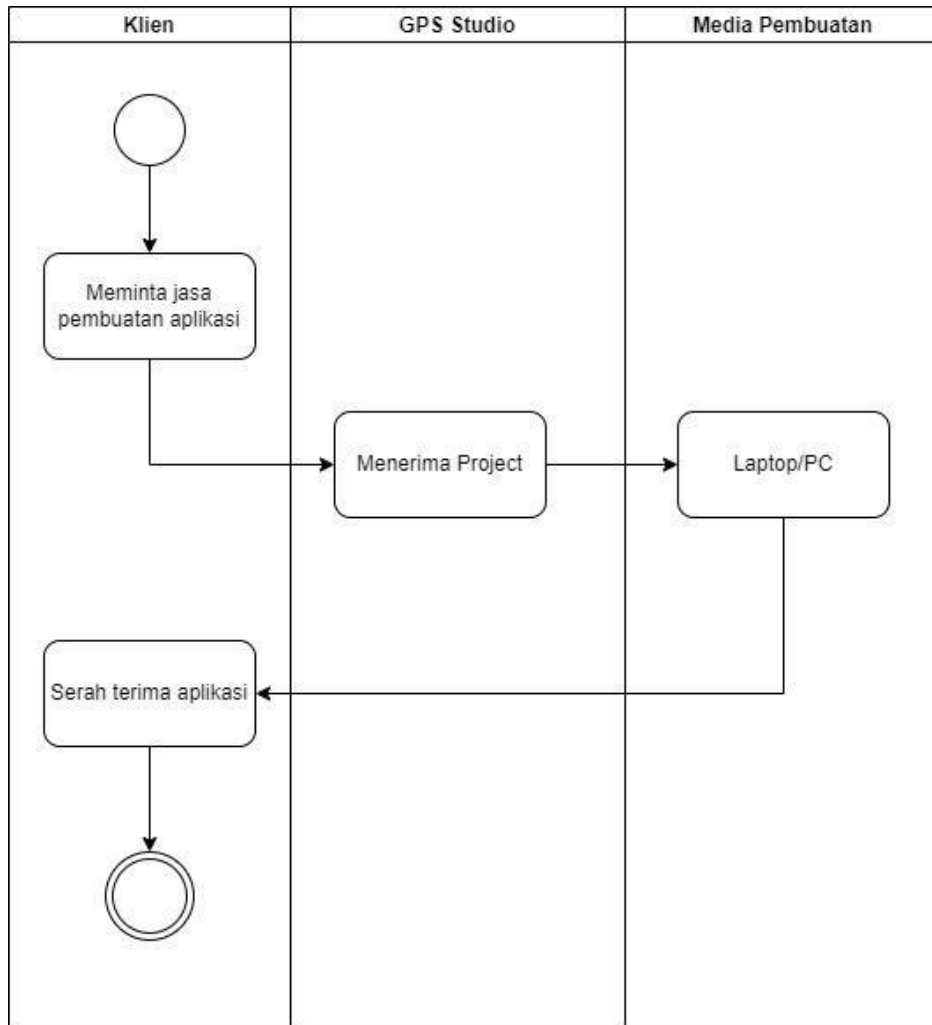 Klien
GPS Studio
Media Pembuatan
Meminta jasa
pembuatan aplikasi
Menerima Project
Laptop/PC
Serah terima aplikasi